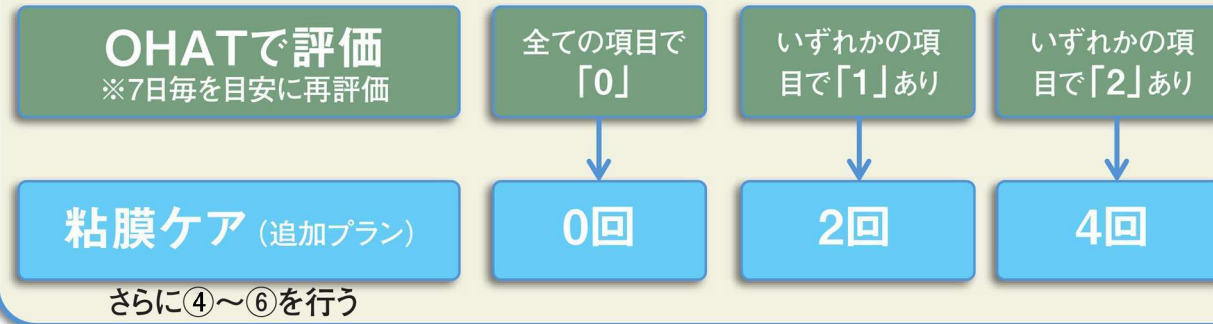 OHATで評価
※7日毎を目安に再評価
全ての項目で
「0」
いずれかの項
目で「1」あり
いずれかの項
目で「2」あり
粘膜ケア（追加プラン）
0回
2回
4回
さらに④〜⑥を行う